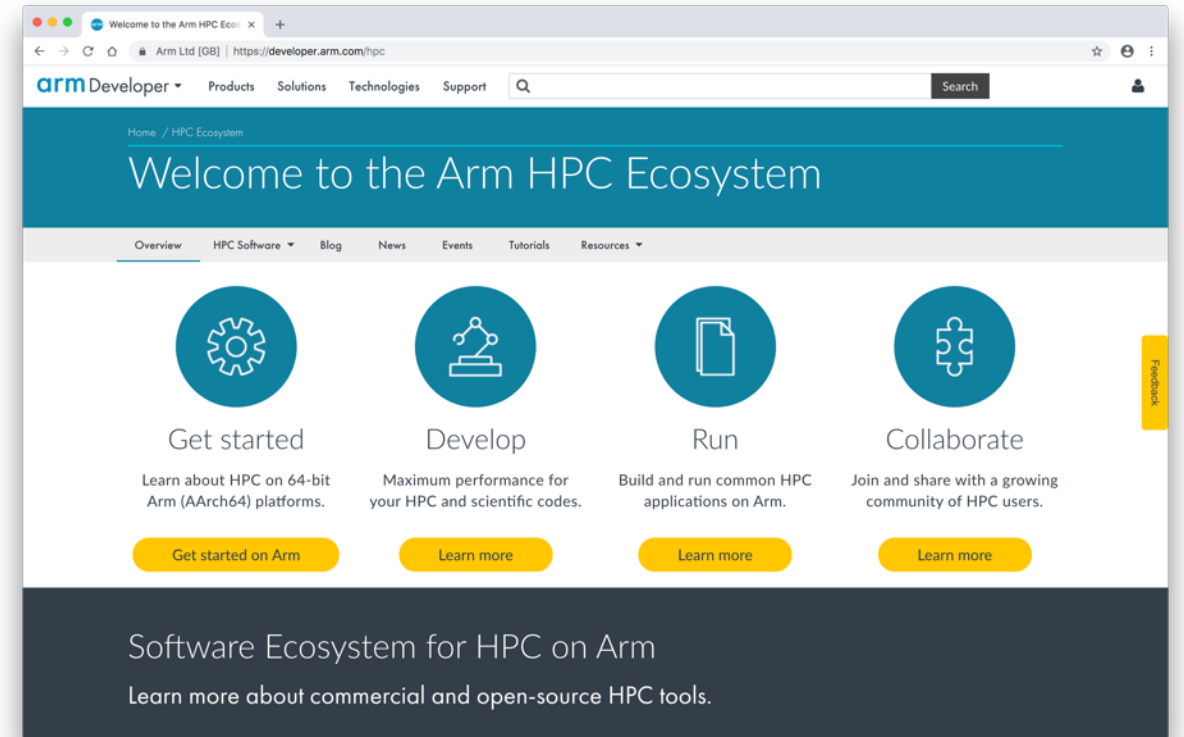 Welcome to the Arm HPC Ecos
Arm Ltd [GB] | https://developer.arm.com/hpc
arm Developer Products Solutions Technologies Support Search
Home / HPC Ecosystem
Welcome to the Arm HPC Ecosystem
Overview HPC Software Blog News Events Tutorials Resources
Feedback
Get started Develop Run Collaborate
Learn about HPC on 64-bit Maximum performance for Build and run common HPC Join and share with a growing
Arm (AArch64) platforms. your HPC and scientific codes. applications on Arm. community of HPC users.
Get started on Arm Learn more Learn more Learn more
Software Ecosystem for HPC on Arm
Learn more about commercial and open-source HPC tools.